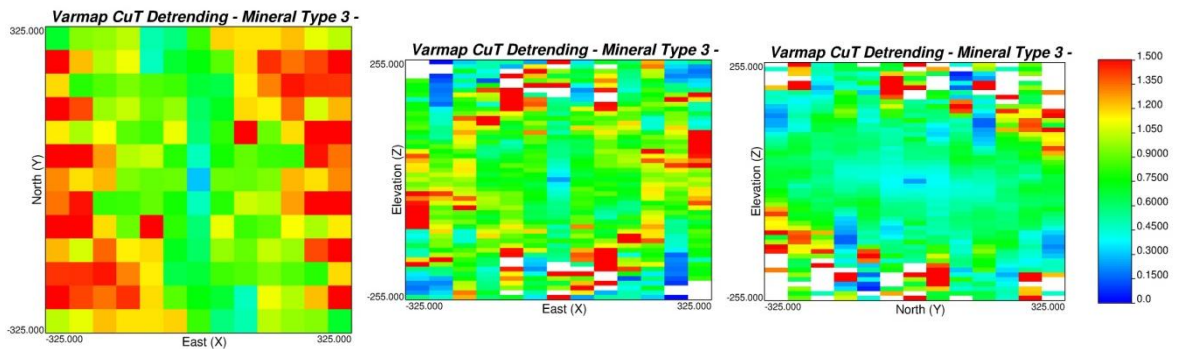 Varmap CuT Detrending - Mineral Type 3 -
325.000
North (Y)
-325.000
-325.000
East (X)
325.000
Varmap CuT Detrending - Mineral Type 3 -
255.000
Elevation (Z)
-255.000
-325.000
East (X)
325.000
Varmap CuT Detrending - Mineral Type 3 -
255.000
Elevation (Z)
-255.000
-325.000
North (Y)
325.000
1.500
1.350
1.200
1.050
0.9000
0.7500
0.6000
0.4500
0.3000
0.1500
0.0